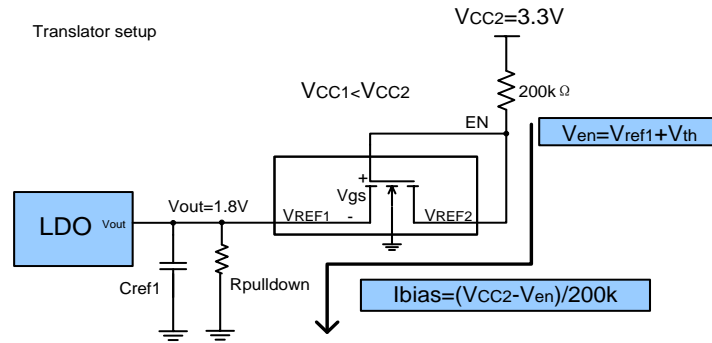 Translator setup
VCC2=3.3V
200kΩ
VCC1<VCC2
EN
Ven=Vref1+Vth
+
Vgs
-
VREF1
VREF2
Vout=1.8V
LDO Vout
Cref1
Rpulldown
Ibias=(VCC2-Ven)/200k